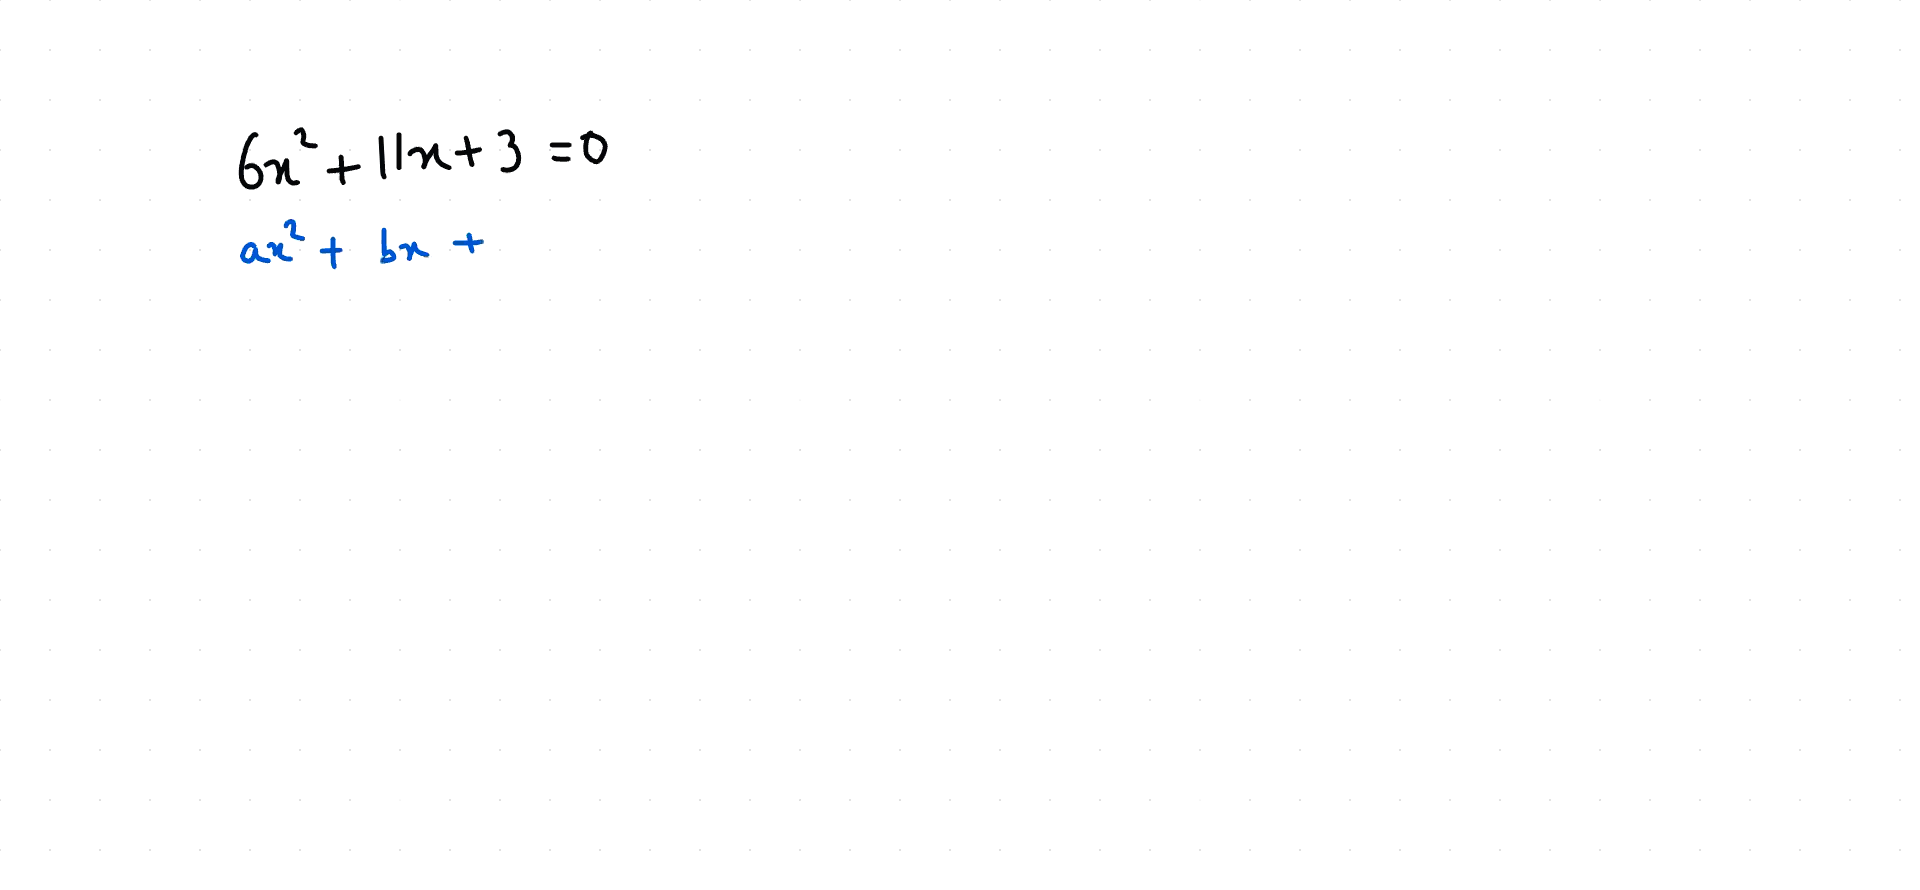 6x² + 11x + 3 = 0
ax² + bx +